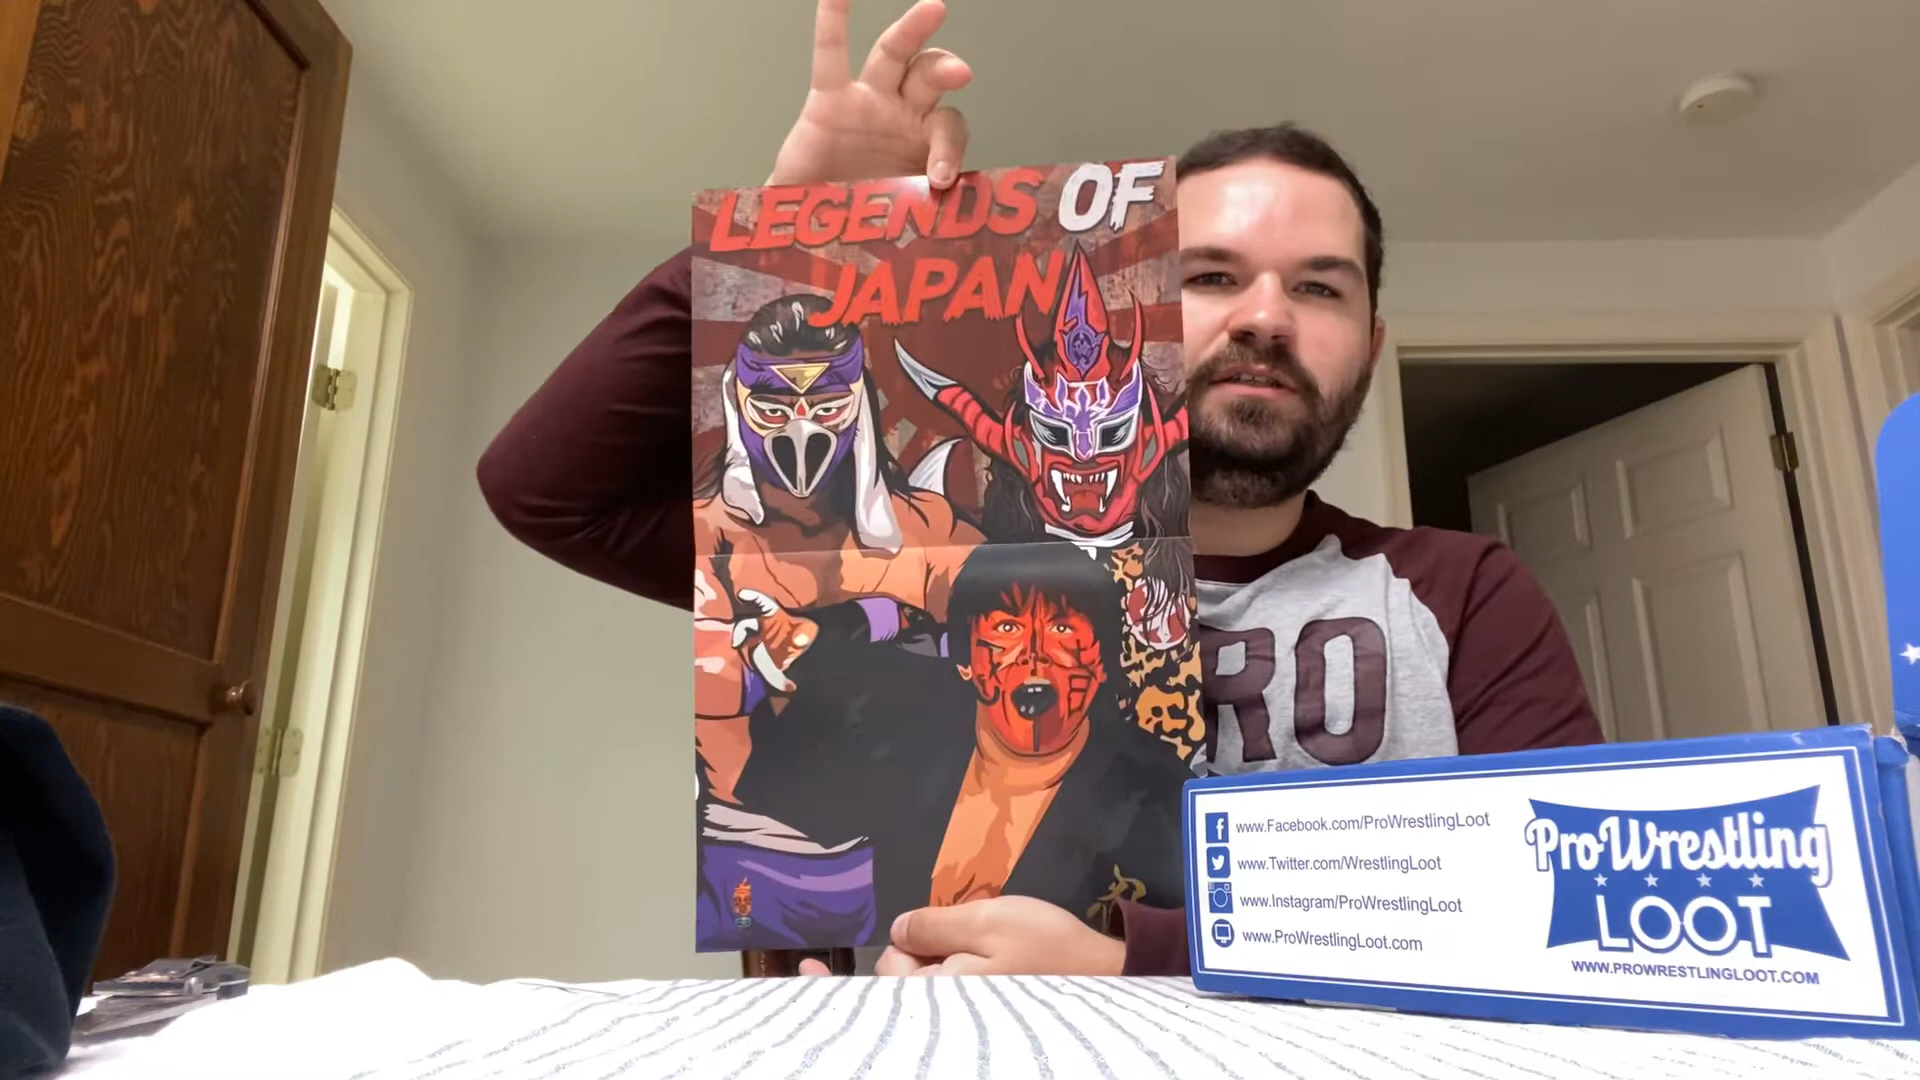 LEGENDS OF
JAPAN
RO
www.Facebook.com/ProWrestlingLoot
www.Twitter.com/WrestlingLoot
www.Instagram/ProWrestlingLoot
www.ProWrestlingLoot.com
ProWrestling
LOOT
WWW.PROWRESTLINGLOOT.COM